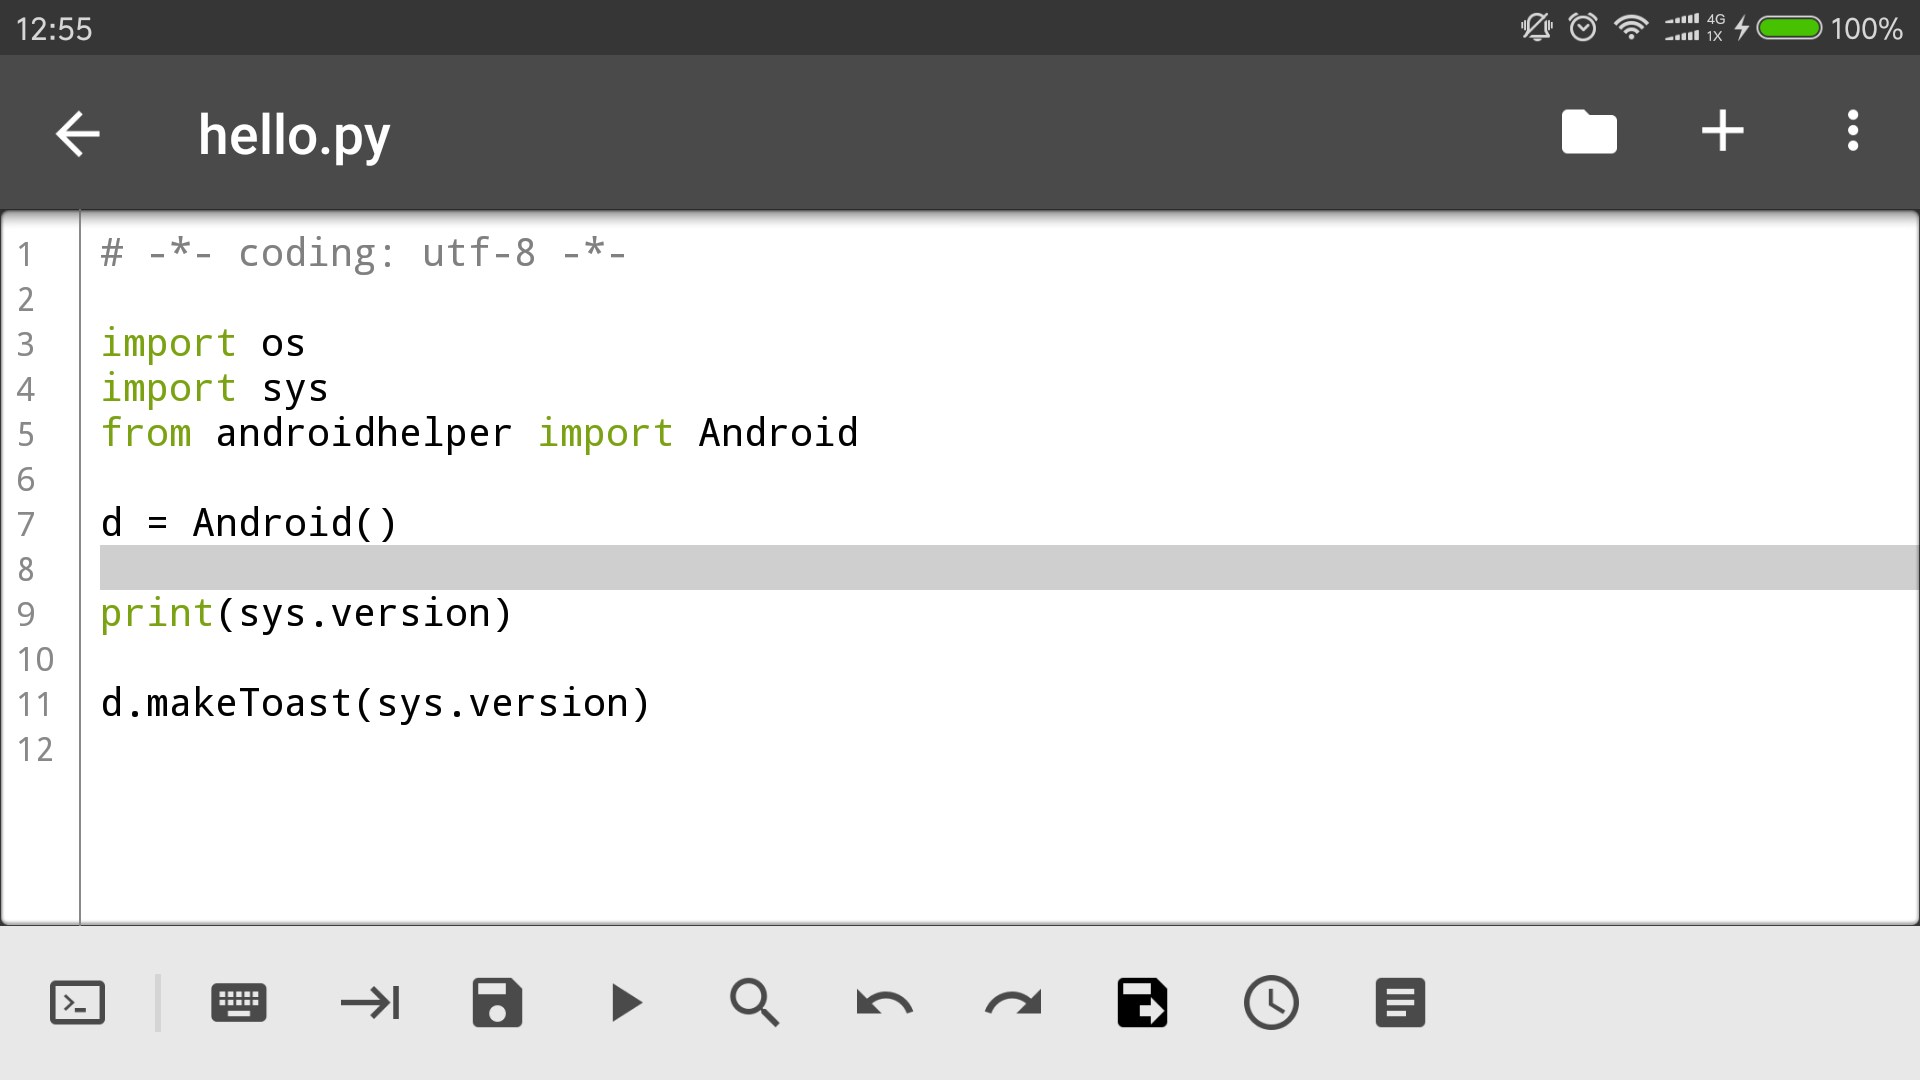 12:55
4G
1X
100%
hello.py
1 # -*- coding: utf-8 -*-
2
3 import os
4 import sys
5 from androidhelper import Android
6
7 d = Android()
8
9 print(sys.version)
10
11 d.makeToast(sys.version)
12